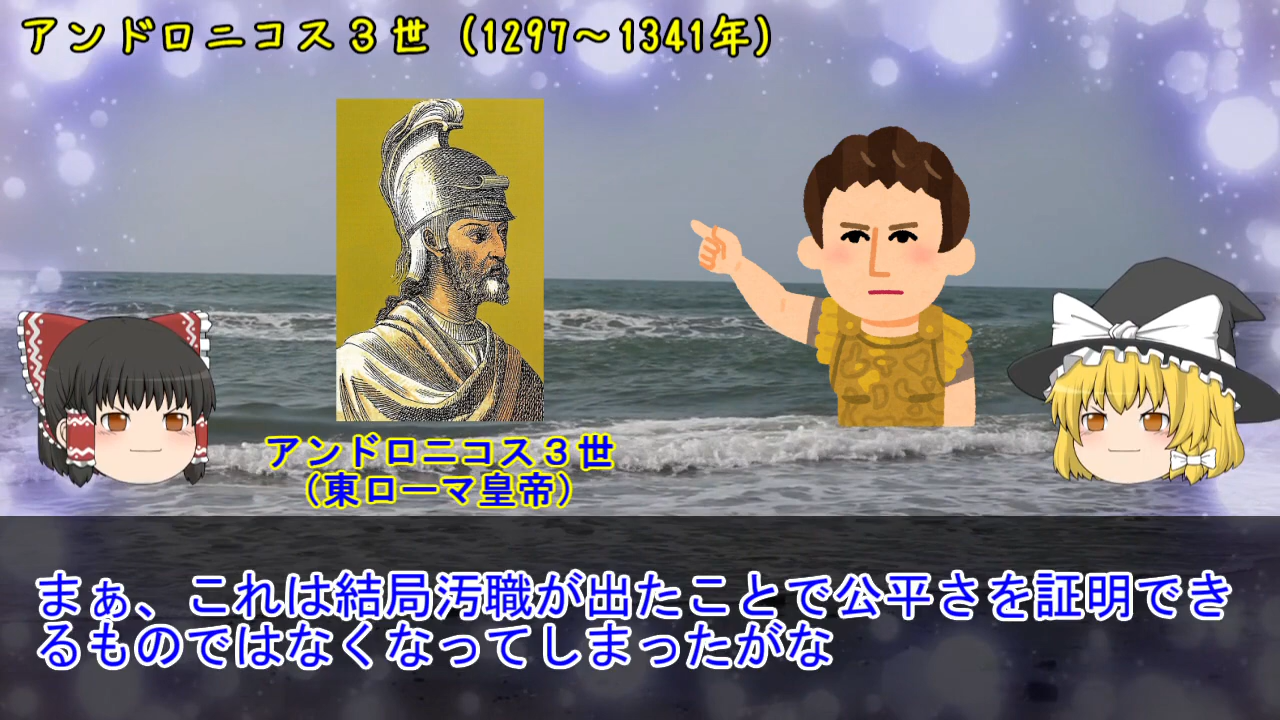 アンドロニコス３世（1297～1341年）
アンドロニコス３世
（東ローマ皇帝）
まぁ、これは結局汚職が出たことで公平さを証明でき
るものではなくなってしまったがな